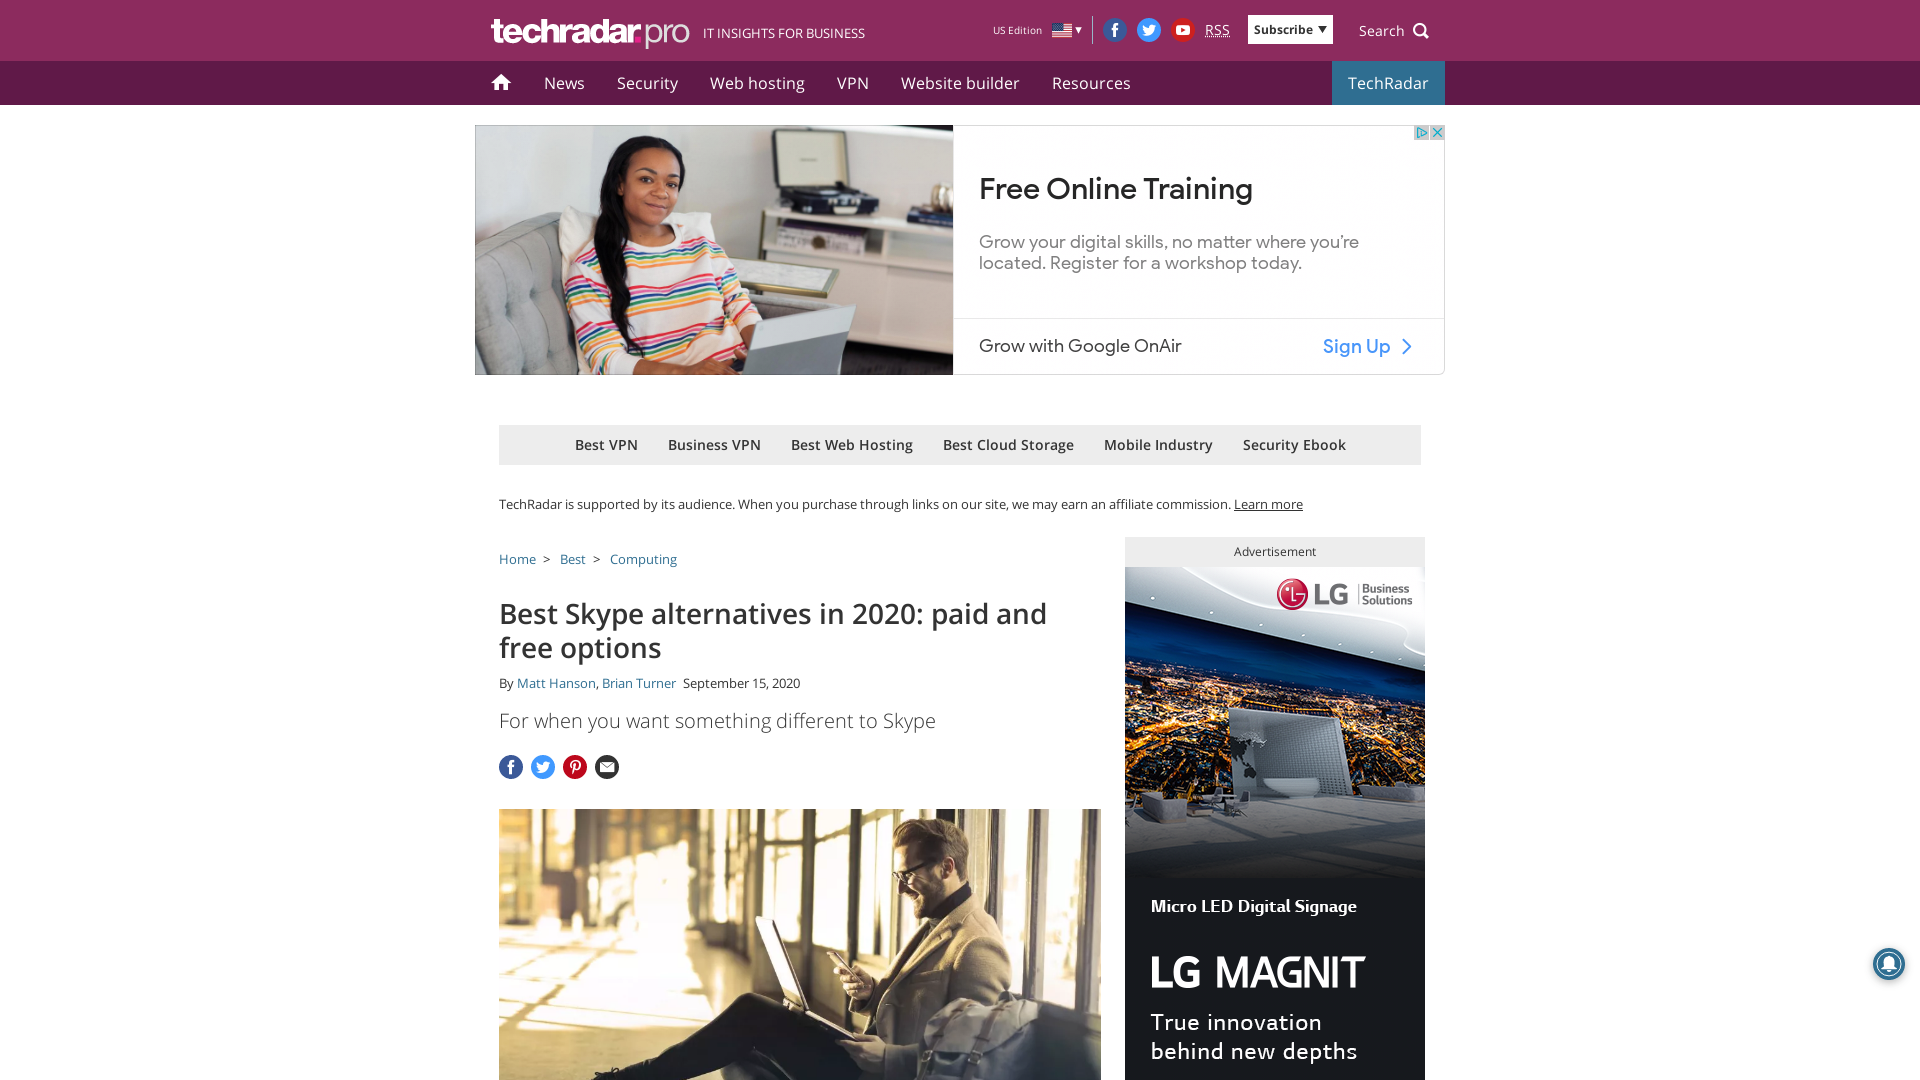 techradar.pro IT INSIGHTS FOR BUSINESS
US Edition
RSS
Subscribe
Search
News
Security
Web hosting
VPN
Website builder
Resources
TechRadar
Free Online Training
Grow your digital skills, no matter where you're
located. Register for a workshop today.
Grow with Google OnAir
Sign Up
Best VPN
Business VPN
Best Web Hosting
Best Cloud Storage
Mobile Industry
Security Ebook
TechRadar is supported by its audience. When you purchase through links on our site, we may earn an affiliate commission. Learn more
Home > Best > Computing
Best Skype alternatives in 2020: paid and
free options
By Matt Hanson, Brian Turner September 15, 2020
For when you want something different to Skype
Advertisement
LG Business
Solutions
Micro LED Digital Signage
LG MAGNIT
True innovation
behind new depths